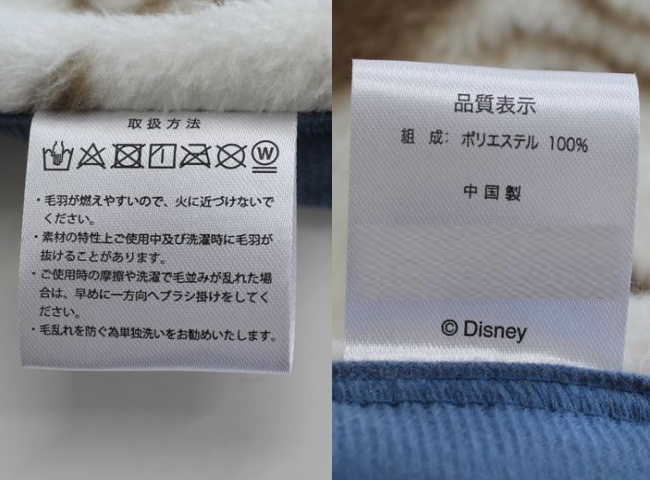 取扱方法
W
・毛羽が燃えやすいので、火に近づけないで
ください。
・素材の特性上ご使用中及び洗濯時に毛羽が
抜けることがあります。
・ご使用時の摩擦や洗濯で毛並みが乱れた場
合は、早めに一方向へブラシ掛けをしてく
ださい。
・毛乱れを防ぐ為単独洗いをお勧めいたします。
品質表示
組 成: ポリエステル 100%
中国製
© Disney